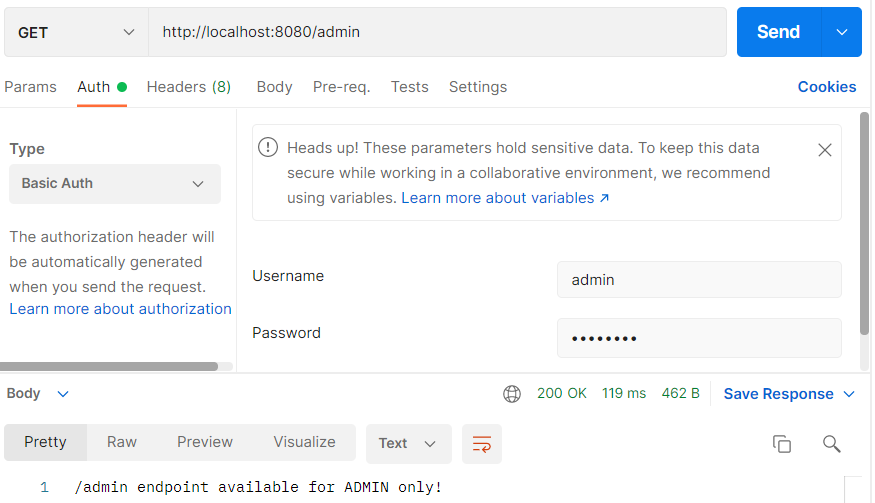 GET http://localhost:8080/admin Send
Params Auth Headers (8) Body Pre-req. Tests Settings Cookies
Type
Basic Auth
The authorization header will
be automatically generated
when you send the request.
Learn more about authorization
Heads up! These parameters hold sensitive data. To keep this data
secure while working in a collaborative environment, we recommend
using variables. Learn more about variables ↗
Username admin
Password ••••••••
Body 200 OK 119 ms 462 B Save Response
Pretty Raw Preview Visualize Text
1 /admin endpoint available for ADMIN only!